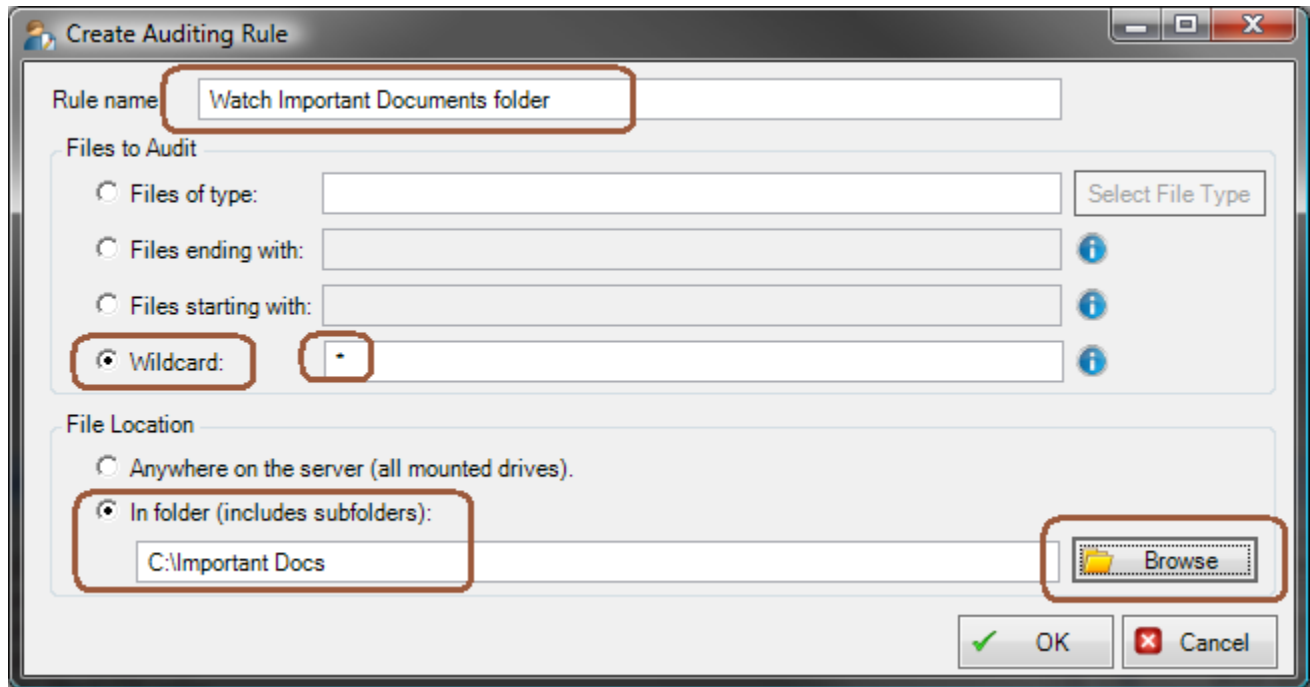 Create Auditing Rule
Rule name Watch Important Documents folder
Files to Audit
Files of type: Select File Type
Files ending with:
Files starting with:
Wildcard: *
File Location
Anywhere on the server (all mounted drives).
In folder (includes subfolders):
C:\Important Docs Browse
OK Cancel